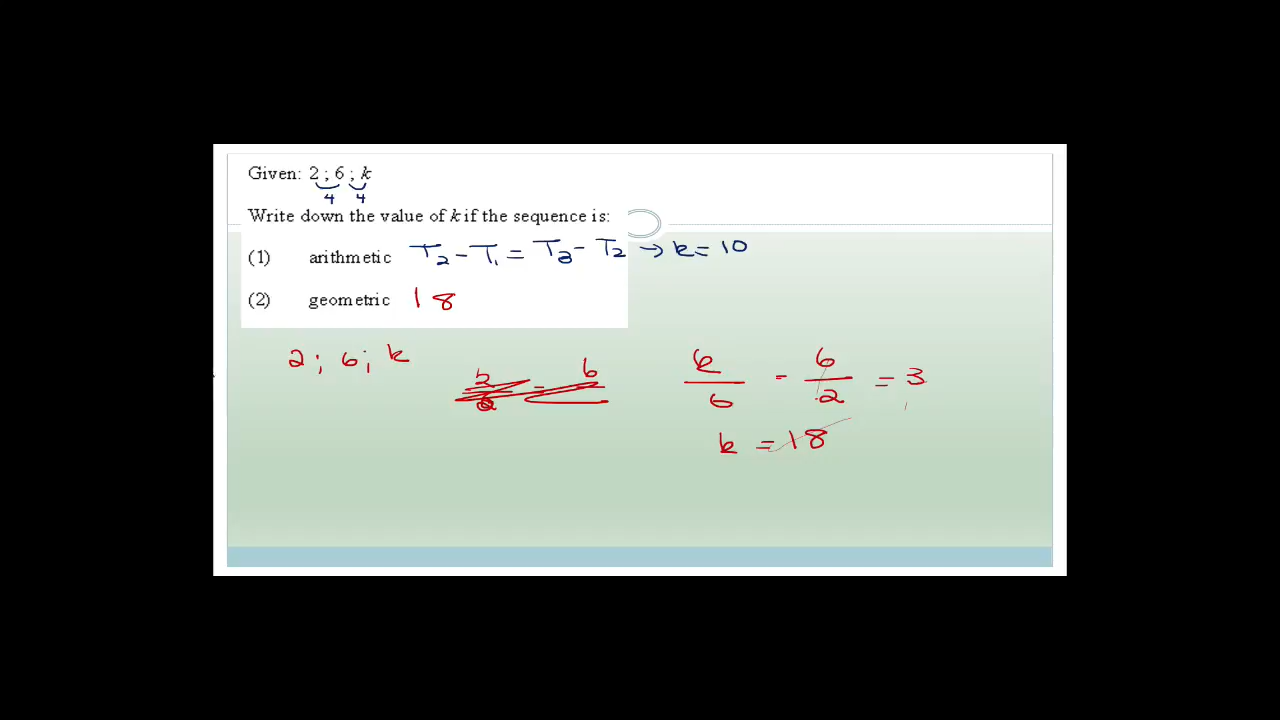 Given: 2 ; 6 ; k
4 4
Write down the value of k if the sequence is:
(1) arithmetic T₂ - T₁ = T₃ - T₂ → k = 10
(2) geometric 18
2 ; 6 ; k
k/6 = 6/2 = 3
k = 18